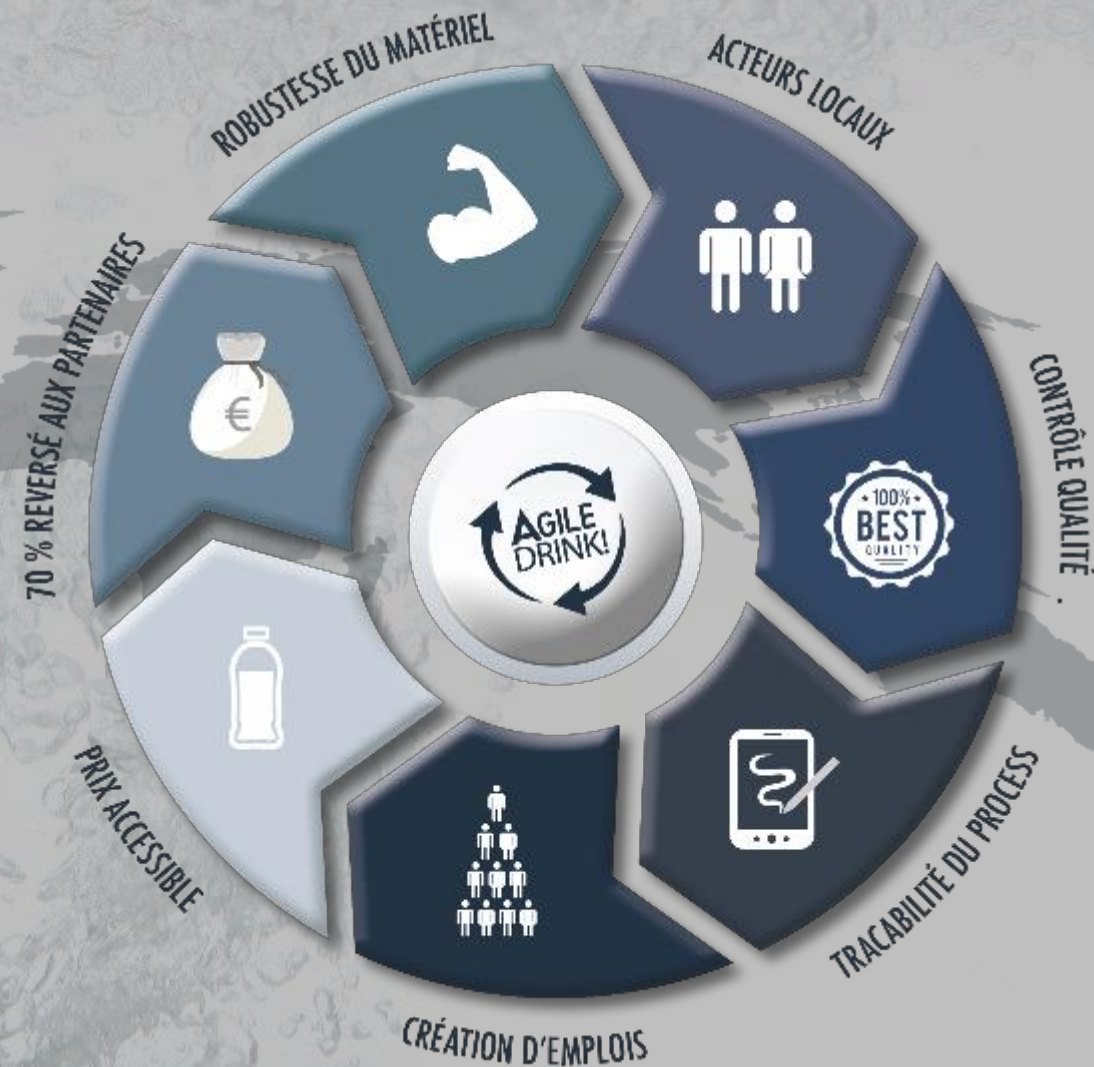 ROBUSTESSE DU MATÉRIEL
ACTEURS LOCAUX
CONTRÔLE QUALITÉ .
TRACABILITÉ DU PROCESS
CRÉATION D'EMPLOIS
PRIX ACCESSIBLE
70 % REVERSÉ AUX PARTENAIRES
€
100%
BEST
QUALITY
AGILE
DRINK!